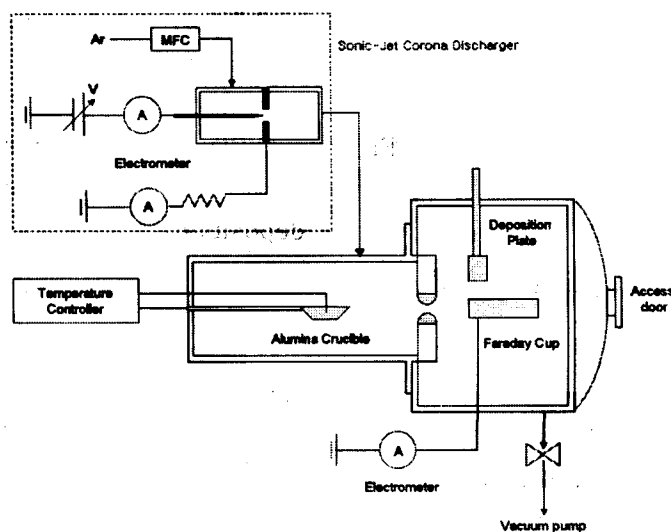 Sonic-Jet Corona Discharger
Ar
MFC
V
A
Electrometer
A
Deposition
Plate
Temperature
Controller
Alumina Crucible
Faraday Cup
Access
door
A
Electrometer
Vacuum pump